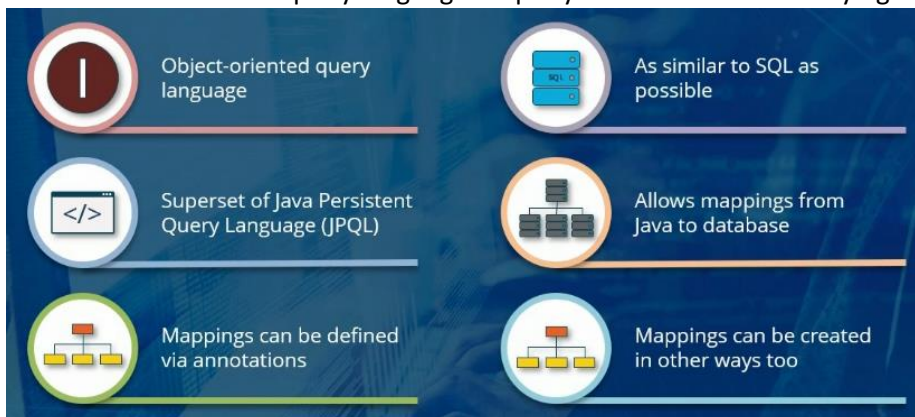 Object-oriented query
language
As similar to SQL as
possible
SQL
Superset of Java Persistent
Query Language (JPQL)
</>
Allows mappings from
Java to database
Mappings can be defined
via annotations
Mappings can be created
in other ways too